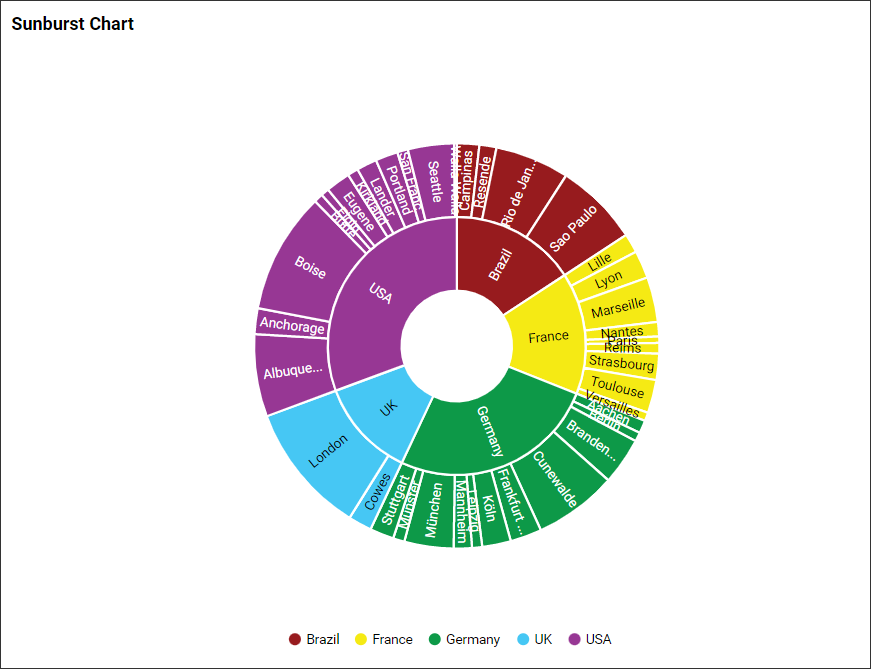 Sunburst Chart
Brazil
France
Germany
UK
USA
Campinas
Resende
Rio de Jan...
Sao Paulo
Lille
Lyon
Marseille
Nantes
Paris
Reims
Strasbourg
Toulouse
Versailles
Aachen
Berlin
Branden...
Cunewalde
Frankfurt ...
Köln
Leipzig
Mannheim
München
Münster
Stuttgart
Cowes
London
Albuque...
Anchorage
Boise
Butte
Elgin
Eugene
Kirkland
Lander
Portland
San Franc...
Seattle
Walla Walla
Brazil France Germany UK USA